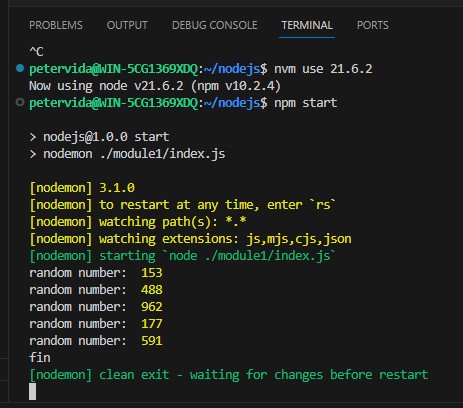 PROBLEMS OUTPUT DEBUG CONSOLE TERMINAL PORTS
^C
petervida@WIN-5CG1369XDQ:~/nodejs$ nvm use 21.6.2
Now using node v21.6.2 (npm v10.2.4)
petervida@WIN-5CG1369XDQ:~/nodejs$ npm start
> nodejs@1.0.0 start
> nodemon ./module1/index.js
[nodemon] 3.1.0
[nodemon] to restart at any time, enter `rs`
[nodemon] watching path(s): *.*
[nodemon] watching extensions: js,mjs,cjs,json
[nodemon] starting `node ./module1/index.js`
random number:  153
random number:  488
random number:  962
random number:  177
random number:  591
fin
[nodemon] clean exit - waiting for changes before restart